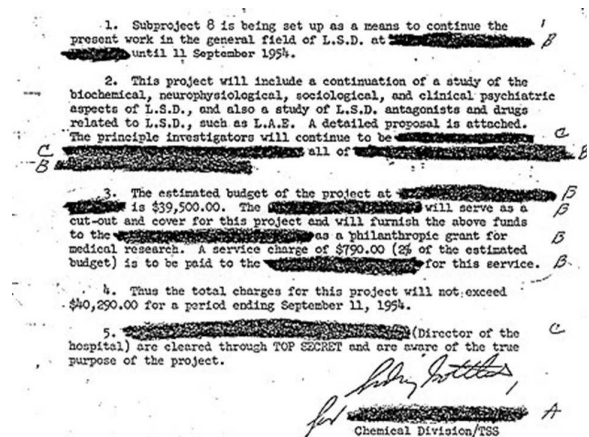 1. Subproject 8 is being set up as a means to continue the
present work in the general field of L.S.D. at B
until 11 September 1954.
2. This project will include a continuation of a study of the
biochemical, neurophysiological, sociological, and clinical psychiatric
aspects of L.S.D., and also a study of L.S.D. antagonists and drugs
related to L.S.D., such as L.A.E. A detailed proposal is attached.
The principle investigators will continue to be C
C all of B
B
3. The estimated budget of the project at B
is $39,500.00. The will serve as a B
cut-out and cover for this project and will furnish the above funds
to the as a philanthropic grant for B
medical research. A service charge of $790.00 (2% of the estimated
budget) is to be paid to the for this service. B
4. Thus the total charges for this project will not exceed
$40,290.00 for a period ending September 11, 1954.
5. (Director of the C
hospital) are cleared through TOP SECRET and are aware of the true
purpose of the project.
Sidney Gottlieb,
for A
Chemical Division/TSS